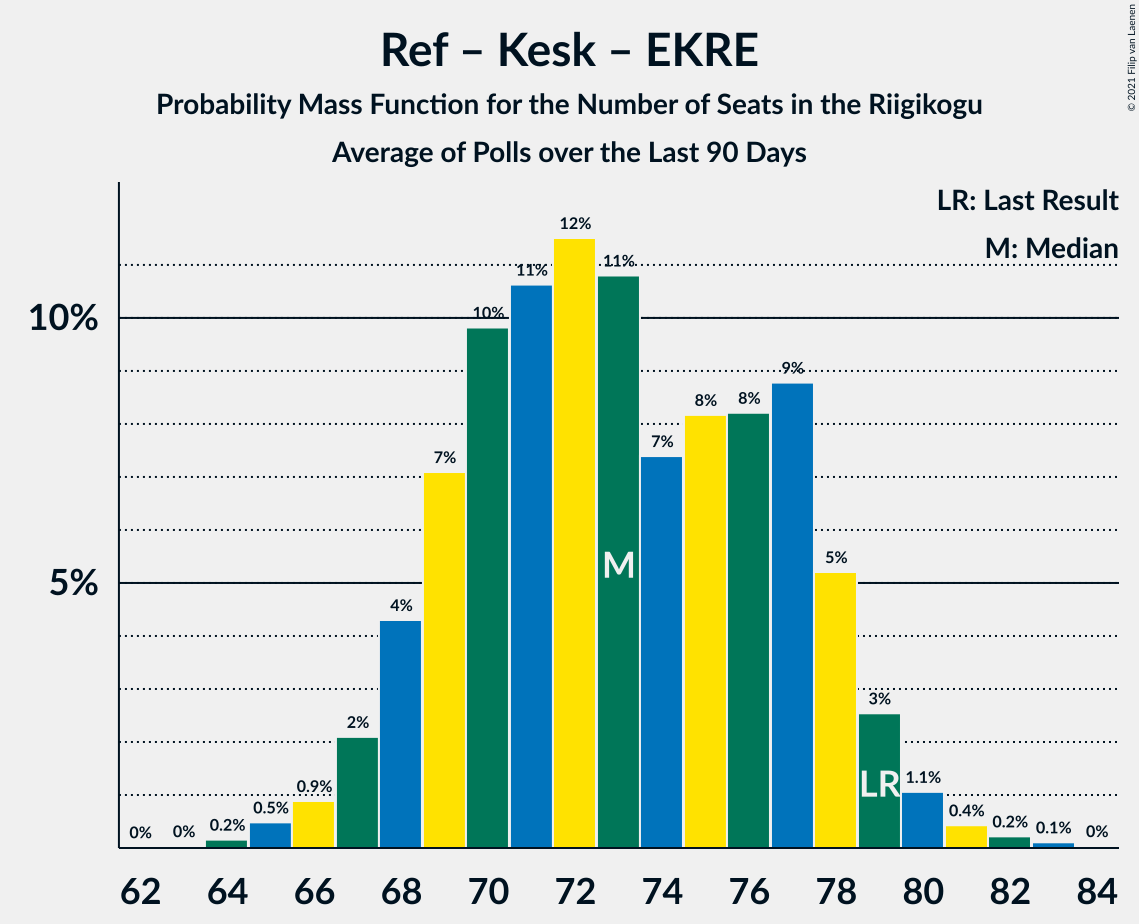 Ref – Kesk – EKRE
Probability Mass Function for the Number of Seats in the Riigikogu
Average of Polls over the Last 90 Days
© 2021 Filip van Laenen
LR: Last Result
M: Median
10%
5%
0%
0%
0.2%
0.5%
0.9%
2%
4%
7%
10%
11%
12%
11%
7%
8%
8%
9%
5%
3%
1.1%
0.4%
0.2%
0.1%
0%
M
LR
62 64 66 68 70 72 74 76 78 80 82 84